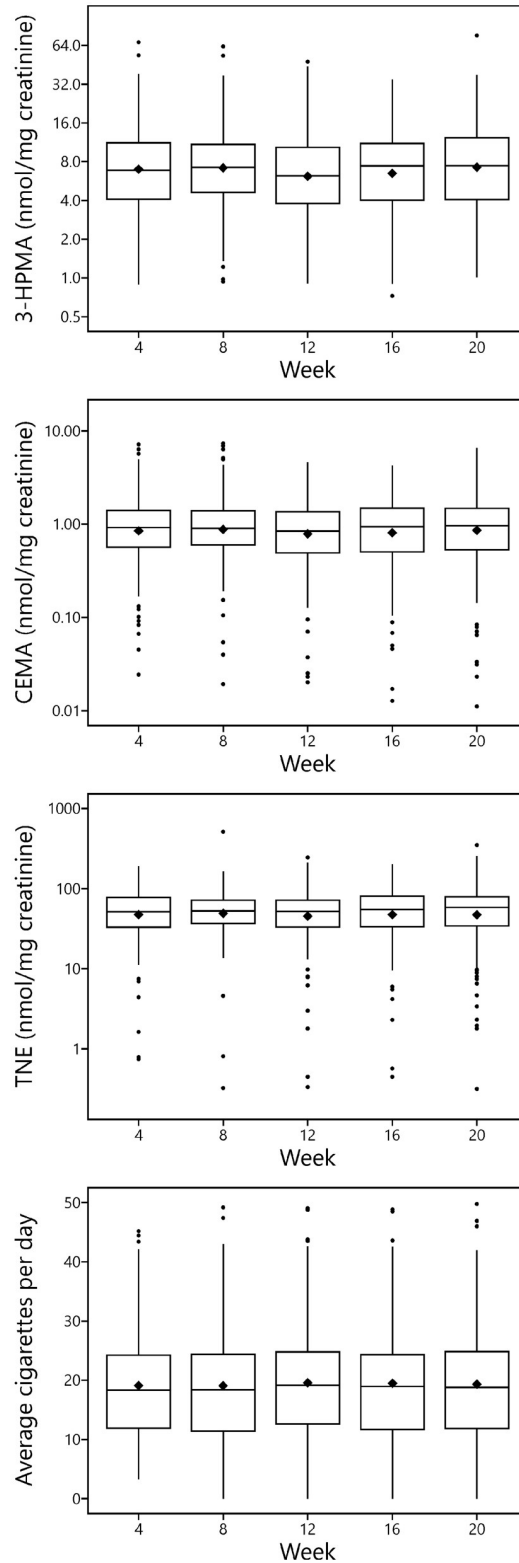 3-HPMA (nmol/mg creatinine)
64.0
32.0
16.0
8.0
4.0
2.0
1.0
0.5
4 8 12 16 20
Week
CEMA (nmol/mg creatinine)
10.00
1.00
0.10
0.01
4 8 12 16 20
Week
TNE (nmol/mg creatinine)
1000
100
10
1
4 8 12 16 20
Week
Average cigarettes per day
50
40
30
20
10
0
4 8 12 16 20
Week